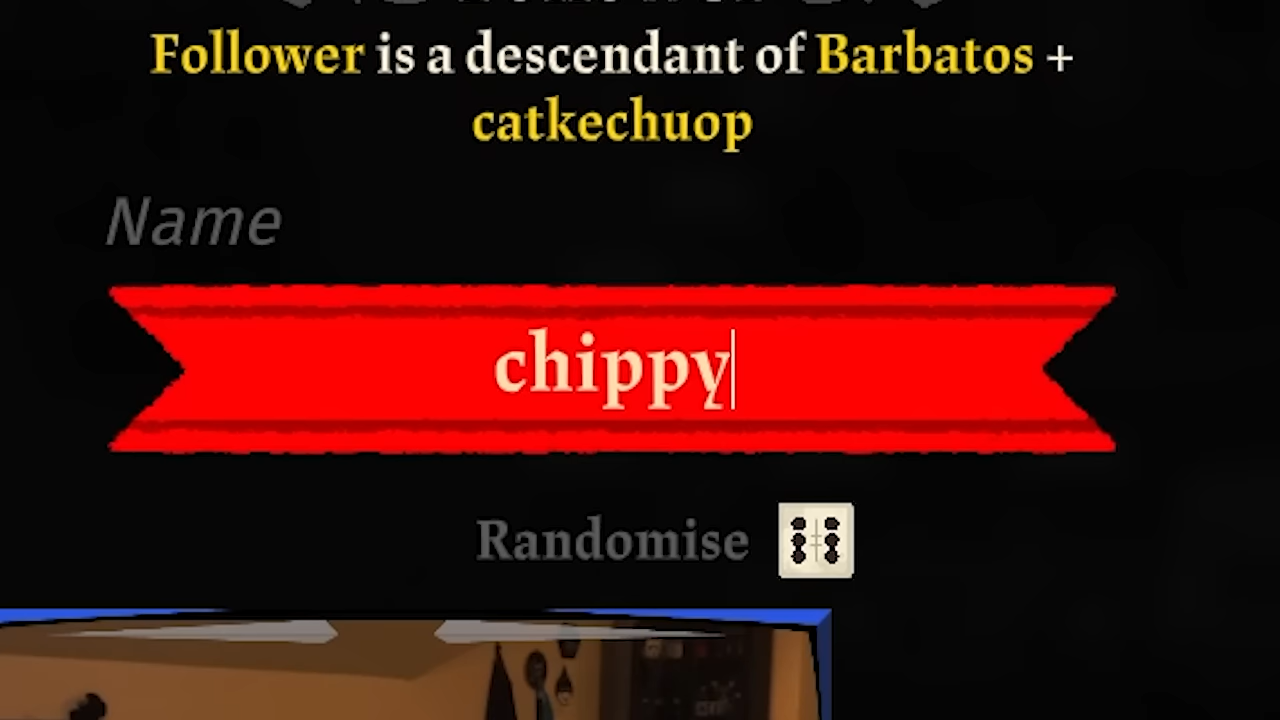 Follower is a descendant of Barbatos +
catkechuop
Name
chippy
Randomise